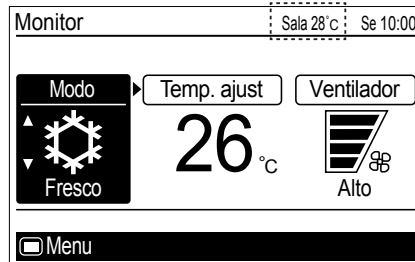 Monitor Sala 28°C Se 10:00
Modo Temp. ajust Ventilador
26 °C
Fresco Alto
Menu